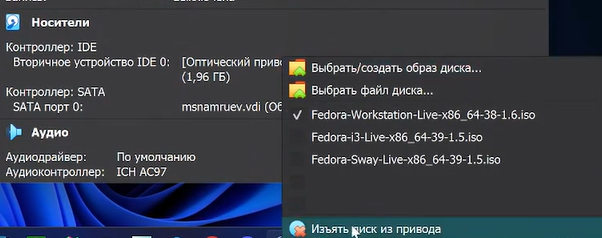 Носители
Контроллер: IDE
Вторичное устройство IDE 0: [Оптический приво
(1,96 ГБ)
Контроллер: SATA
SATA порт 0: msnamruev.vdi (Об
Аудио
Аудиодрайвер: По умолчанию
Аудиоконтроллер: ICH AC97
Выбрать/создать образ диска...
Выбрать файл диска...
Fedora-Workstation-Live-x86_64-38-1.6.iso
Fedora-i3-Live-x86_64-39-1.5.iso
Fedora-Sway-Live-x86_64-39-1.5.iso
Изъять диск из привода